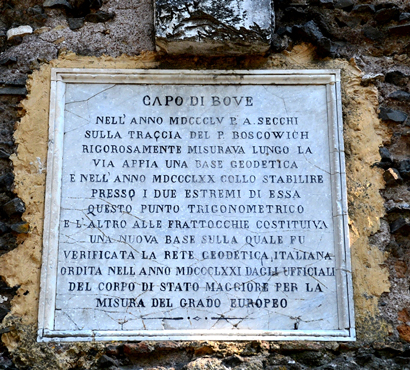 CAPO DI BOVE
NELL'ANNO MDCCCLV P. A. SECCHI
SULLA TRACCIA DEL P. BOSCOWICH
RIGOROSAMENTE MISURAVA LUNGO LA
VIA APPIA UNA BASE GEODETICA
E NELL'ANNO MDCCCLXX COLLO STABILIRE
PRESSO I DUE ESTREMI DI ESSA
QUESTO PUNTO TRIGONOMETRICO
E L'ALTRO ALLE FRATTOCCHIE COSTITUIVA
UNA NUOVA BASE SULLA QUALE FU
VERIFICATA LA RETE GEODETICA ITALIANA
ORDITA NELL'ANNO MDCCCLXXI DAGLI UFFICIALI
DEL CORPO DI STATO MAGGIORE PER LA
MISURA DEL GRADO EUROPEO